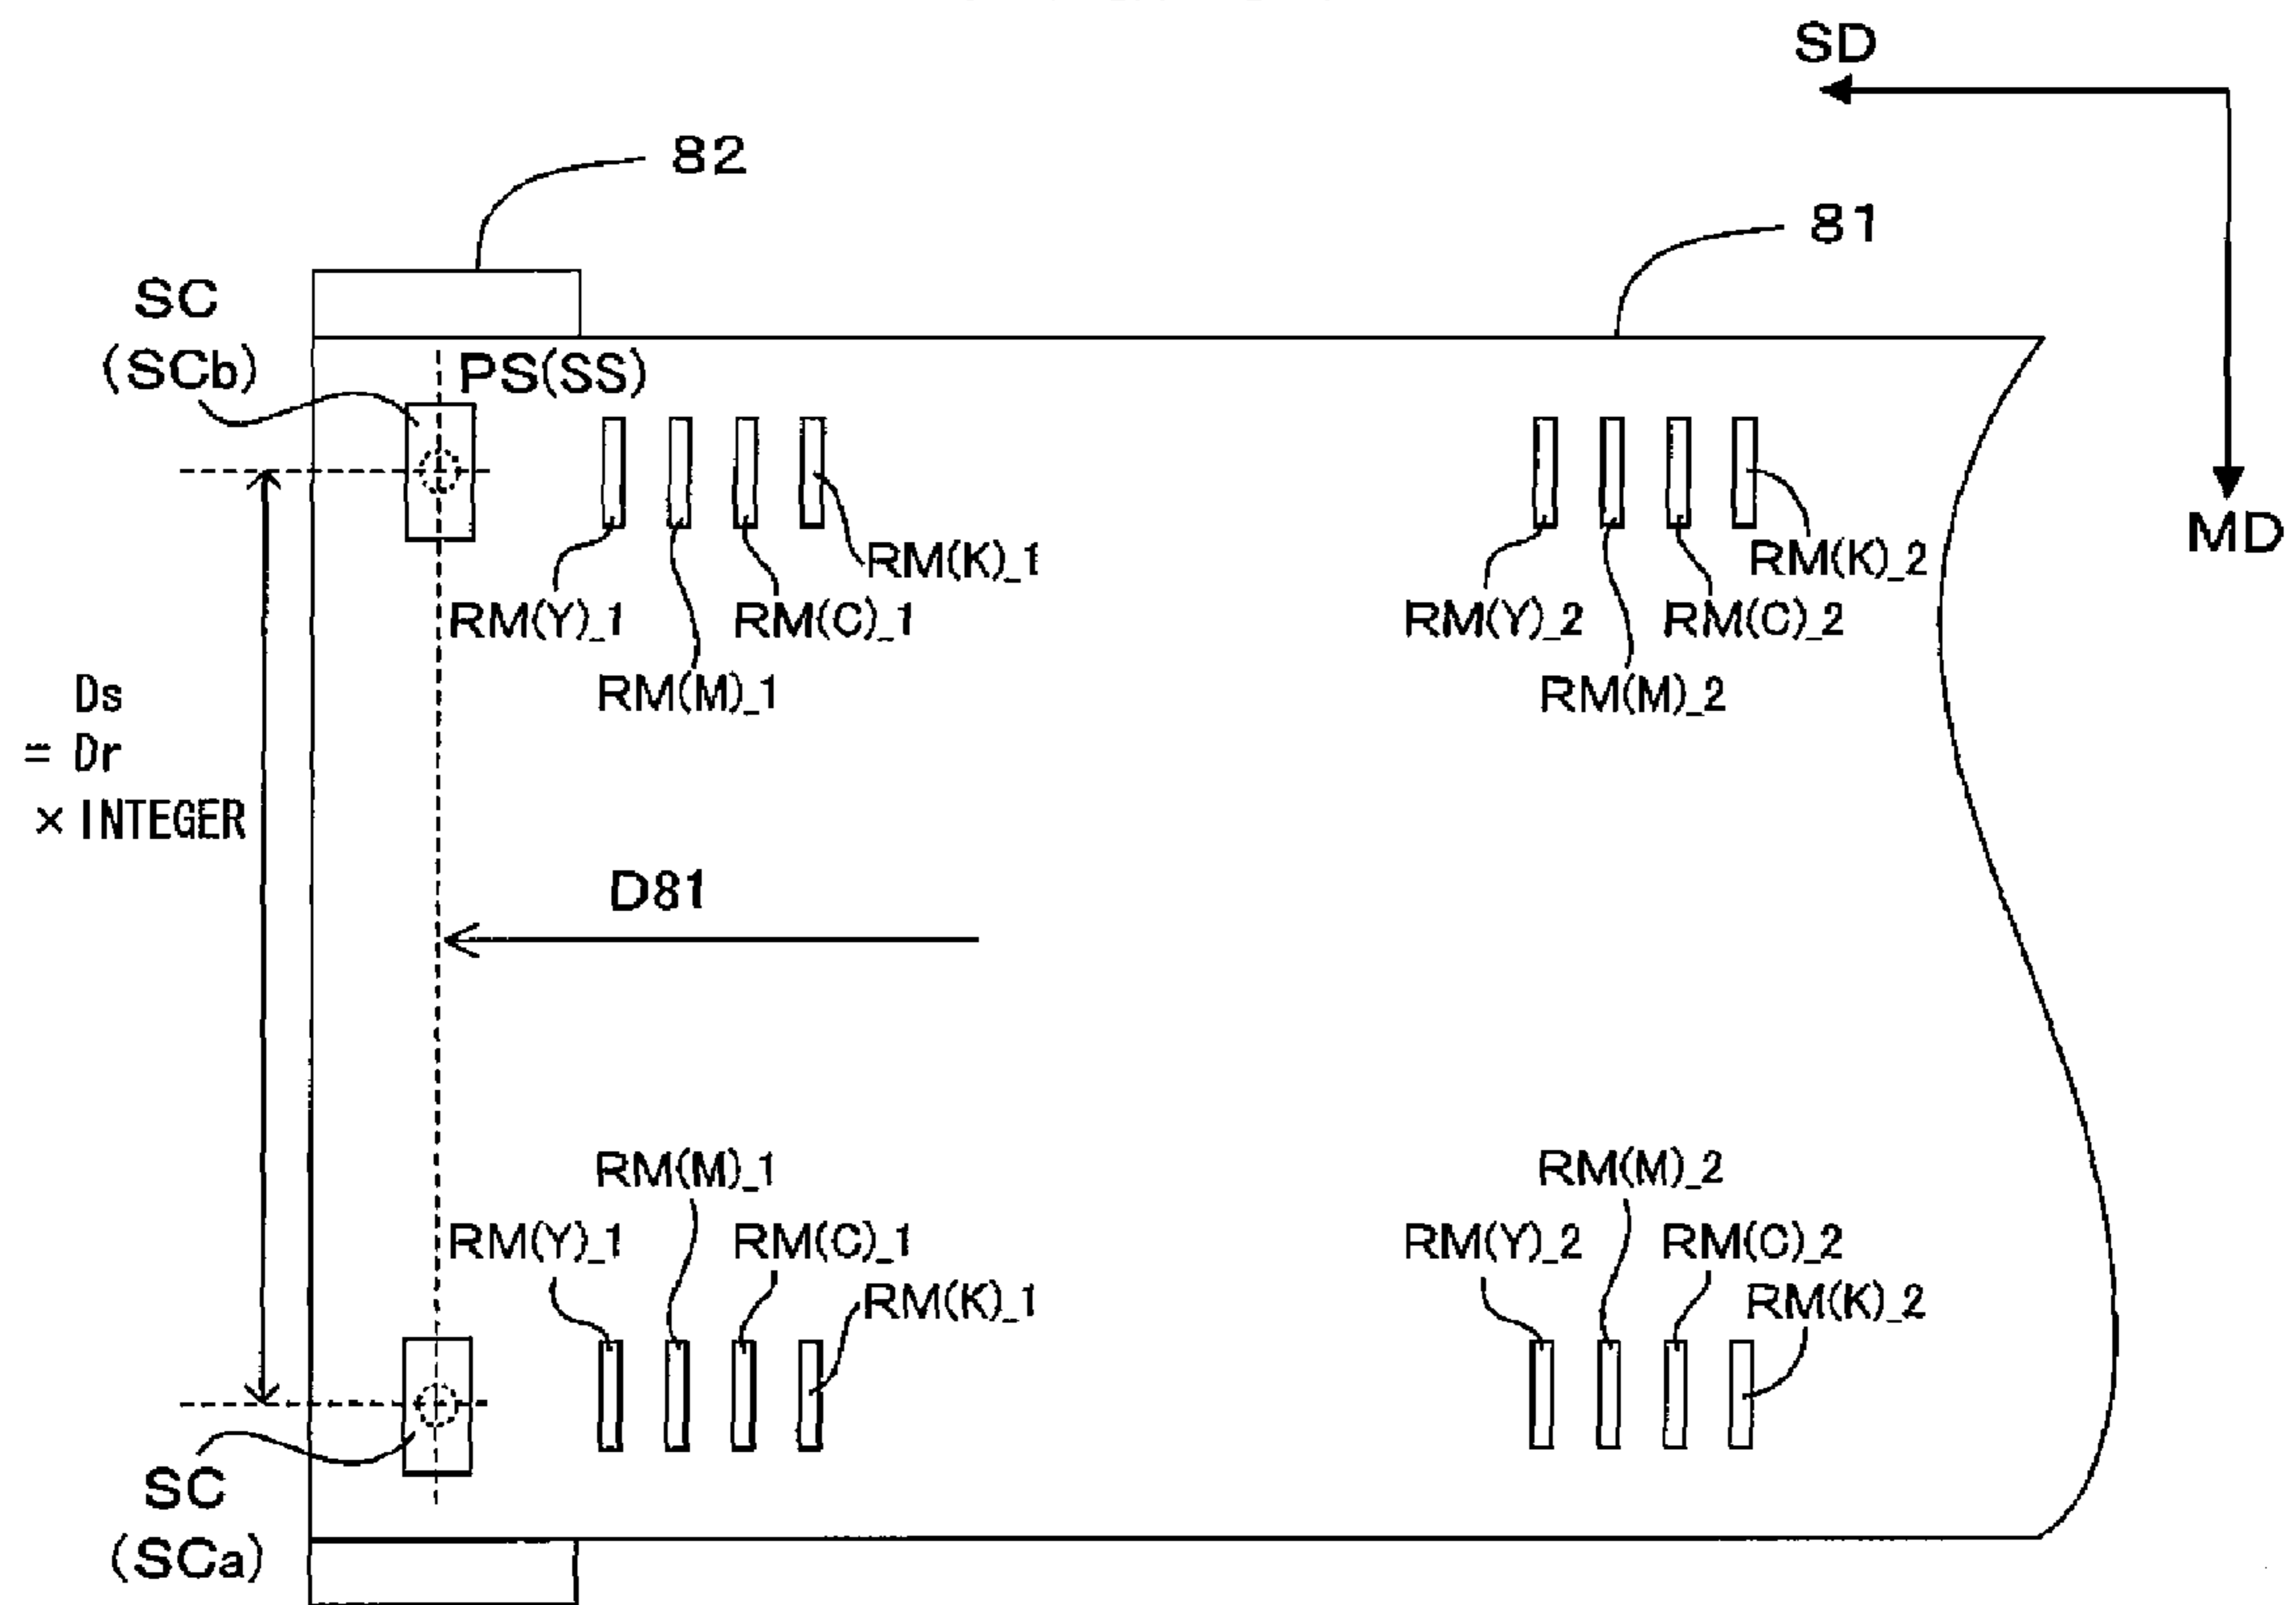 SD
82
81
SC
(SCb)
PS(SS)
MD
RM(K)_1
RM(K)_2
RM(Y)_1
RM(C)_1
RM(Y)_2
RM(C)_2
RM(M)_1
RM(M)_2
Ds
= Dr
× INTEGER
D81
RM(M)_1
RM(M)_2
RM(Y)_1
RM(C)_1
RM(Y)_2
RM(C)_2
RM(K)_1
RM(K)_2
SC
(SCa)